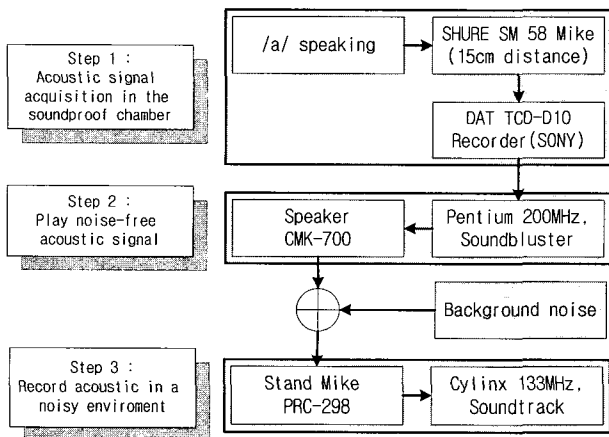 Step 1 :
Acoustic signal
acquisition in the
soundproof chamber
/a/ speaking
SHURE SM 58 Mike
(15cm distance)
DAT TCD-D10
Recorder(SONY)
Step 2 :
Play noise-free
acoustic signal
Speaker
CMK-700
Pentium 200MHz,
Soundbluster
Background noise
Step 3 :
Record acoustic in a
noisy enviroment
Stand Mike
PRC-298
Cylinx 133MHz,
Soundtrack